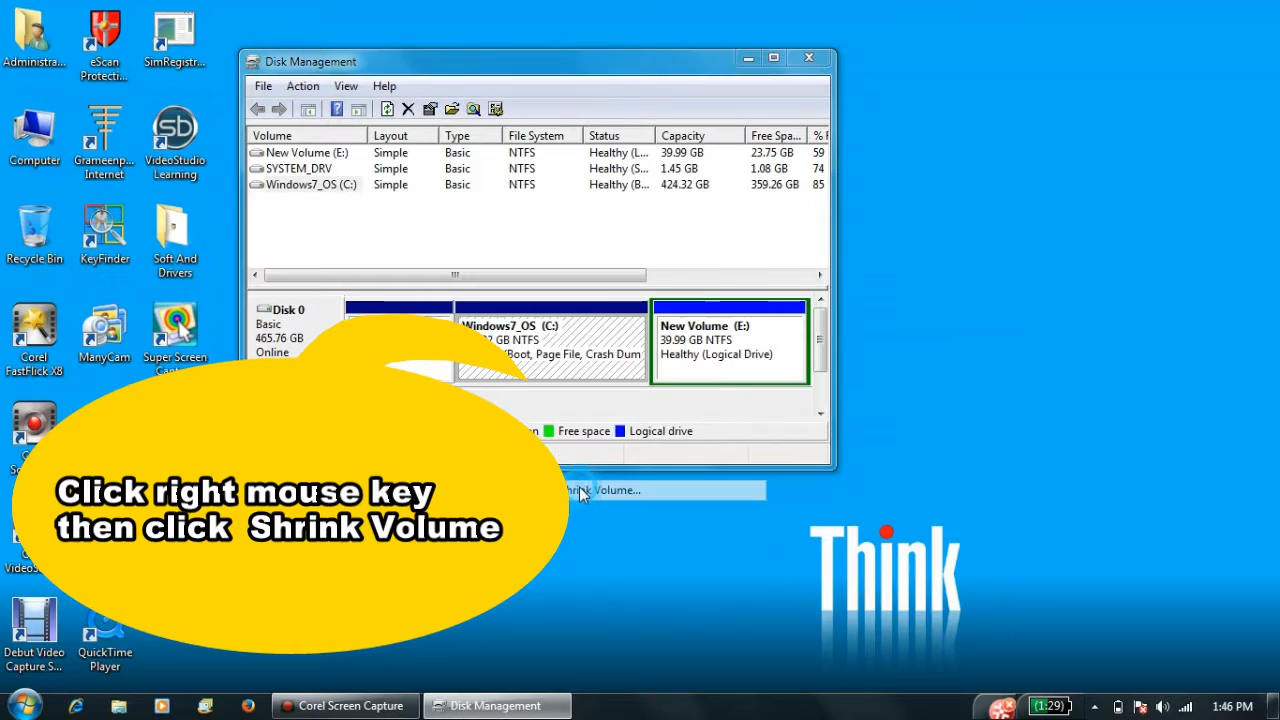 Administra...
eScan
Protecti...
SimRegistr...
Computer
Grameenp...
Internet
VideoStudio
Learning
Recycle Bin
KeyFinder
Soft And
Drivers
Corel
FastFlick X8
ManyCam
Super Screen
Debut Video
Capture S...
QuickTime
Player
Disk Management
File Action View Help
Volume Layout Type File System Status Capacity Free Spa... % F
New Volume (E:) Simple Basic NTFS Healthy (L... 39.99 GB 23.75 GB 59
SYSTEM_DRV Simple Basic NTFS Healthy (S... 1.45 GB 1.08 GB 74
Windows7_OS (C:) Simple Basic NTFS Healthy (B... 424.32 GB 359.26 GB 85
Disk 0
Basic
465.76 GB
Online
Windows7_OS (C:)
GB NTFS
(Boot, Page File, Crash Dum
New Volume (E:)
39.99 GB NTFS
Healthy (Logical Drive)
Free space Logical drive
Volume...
Click right mouse key
then click Shrink Volume
Think
Corel Screen Capture
Disk Management
(1:29)
1:46 PM